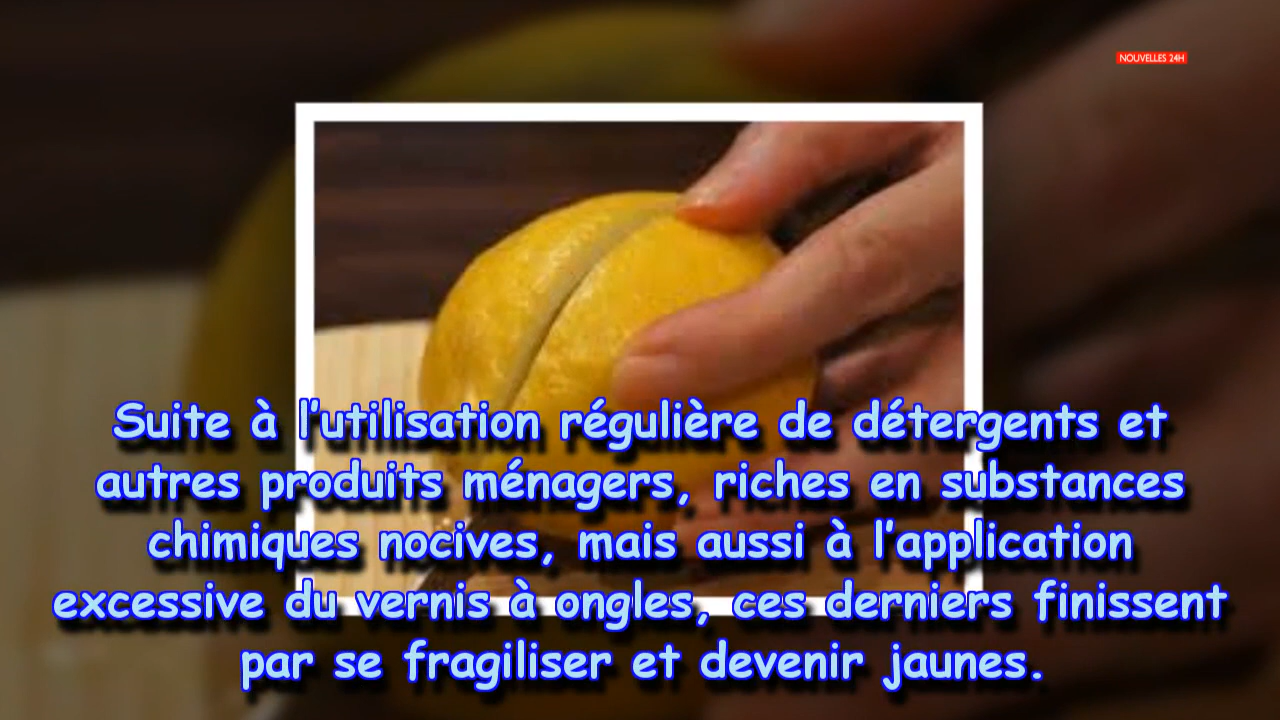 NOUVELLES 24H
Suite à l'utilisation régulière de détergents et
autres produits ménagers, riches en substances
chimiques nocives, mais aussi à l'application
excessive du vernis à ongles, ces derniers finissent
par se fragiliser et devenir jaunes.